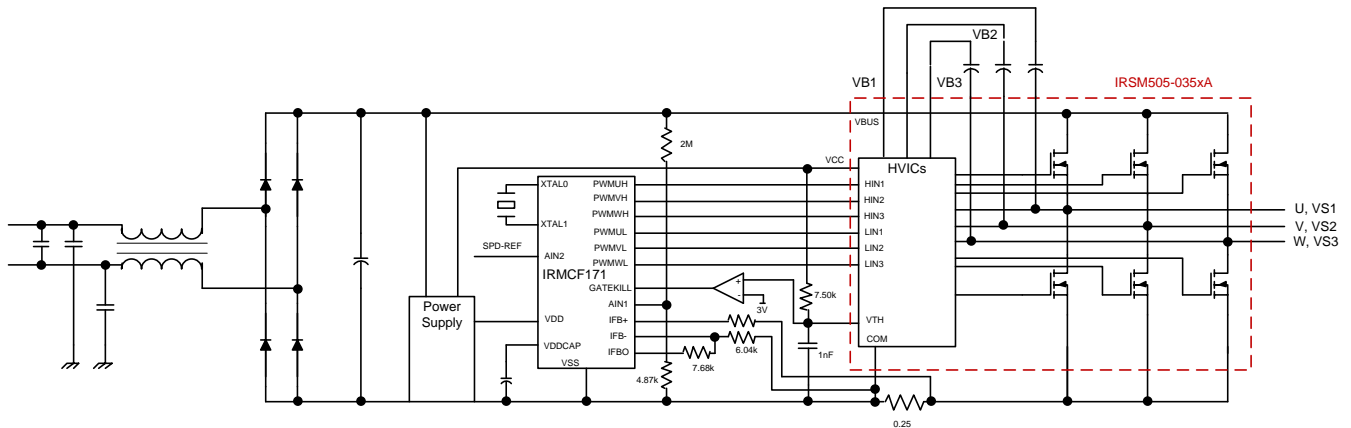 VB2
VB1
VB3
IRSM505-035xA
VBUS
2M
VCC
HVICs
XTAL0
PWMUH
HIN1
PWMVH
HIN2
XTAL1
PWMWH
HIN3
U, VS1
PWMUL
LIN1
V, VS2
SPD-REF
AIN2
PWMVL
LIN2
W, VS3
PWMWL
LIN3
IRMCF171
GATEKILL
+
-
3V
7.50k
Power
Supply
AIN1
VDD
IFB+
VTH
IFB-
COM
VDDCAP
IFBO
6.04k
1nF
VSS
7.68k
4.87k
0.25